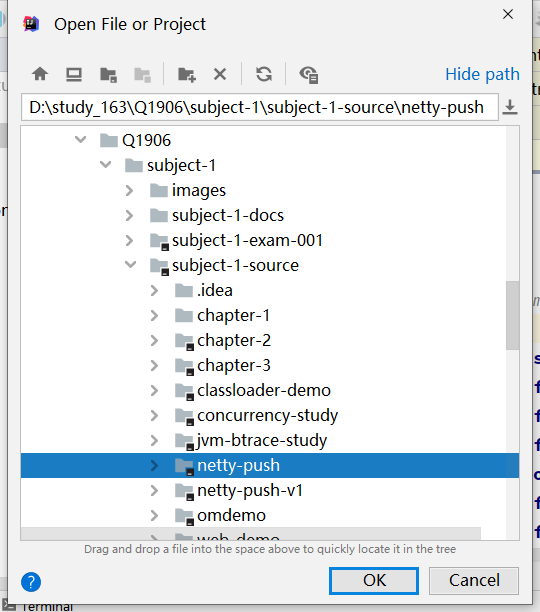 Open File or Project
Hide path
D:\study_163\Q1906\subject-1\subject-1-source\netty-push
Q1906
subject-1
images
subject-1-docs
subject-1-exam-001
subject-1-source
.idea
chapter-1
chapter-2
chapter-3
classloader-demo
concurrency-study
jvm-btrace-study
netty-push
netty-push-v1
omdemo
web-demo
Drag and drop a file into the space above to quickly locate it in the tree
?
OK
Cancel
Terminal